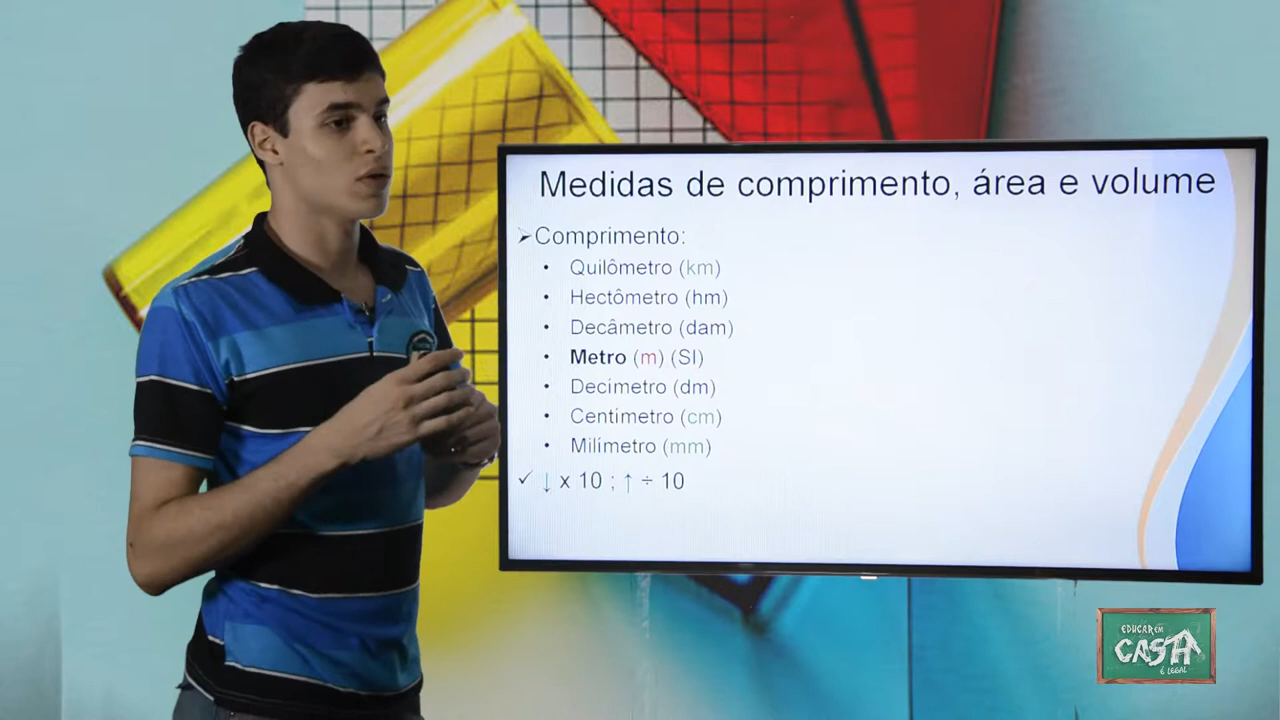 Medidas de comprimento, área e volume
➢Comprimento:
• Quilômetro (km)
• Hectômetro (hm)
• Decâmetro (dam)
• Metro (m) (SI)
• Decímetro (dm)
• Centímetro (cm)
• Milímetro (mm)
✓ ↓ x 10 ; ↑ ÷ 10
EDUCAR EM
CASA
É LEGAL